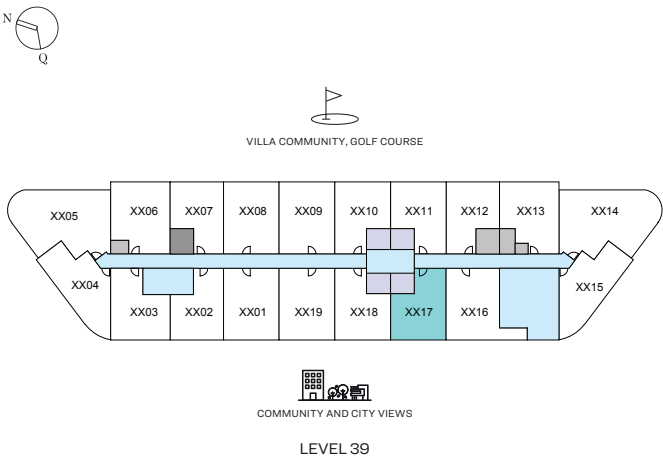 N
Q
VILLA COMMUNITY, GOLF COURSE
XX05 XX06 XX07 XX08 XX09 XX10 XX11 XX12 XX13 XX14
XX04 XX03 XX02 XX01 XX19 XX18 XX17 XX16 XX15
COMMUNITY AND CITY VIEWS
LEVEL 39